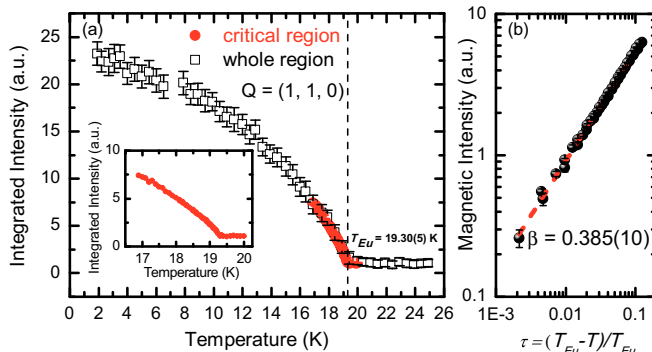 (a)
critical region
whole region
Q = (1, 1, 0)
T_Eu = 19.30(5) K
Integrated Intensity (a.u.)
25
20
15
10
5
0
0 2 4 6 8 10 12 14 16 18 20 22 24 26
Temperature (K)
Integrated Intensity (a.u.)
10
5
0
17 18 19 20
Temperature (K)
(b)
Magnetic Intensity (a.u.)
10
1
0.1
1E-3 0.01 0.1
β = 0.385(10)
τ = (T_Eu-T)/T_Eu